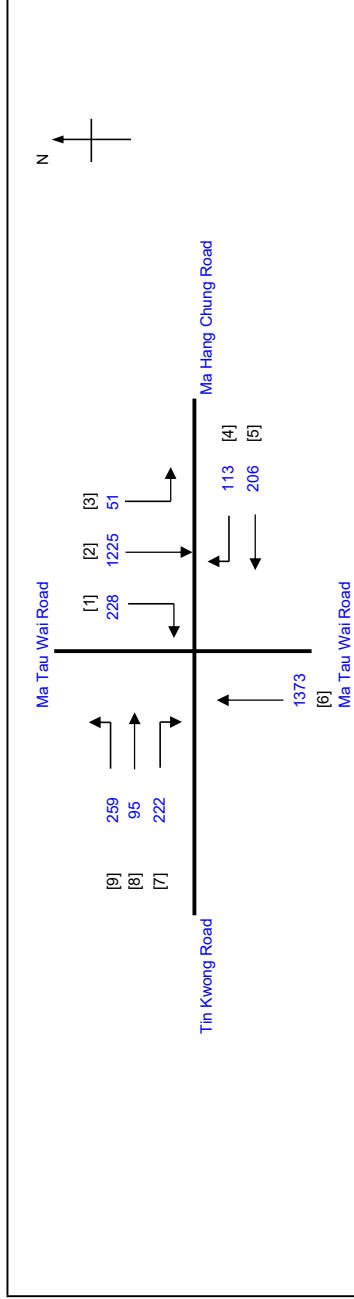 N
Ma Tau Wai Road
[1] [2] [3]
228 1225 51
[9] 259
[8] 95
[7] 222
Tin Kwong Road
Ma Hang Chung Road
113 [4]
206 [5]
1373
[6]
Ma Tau Wai Road